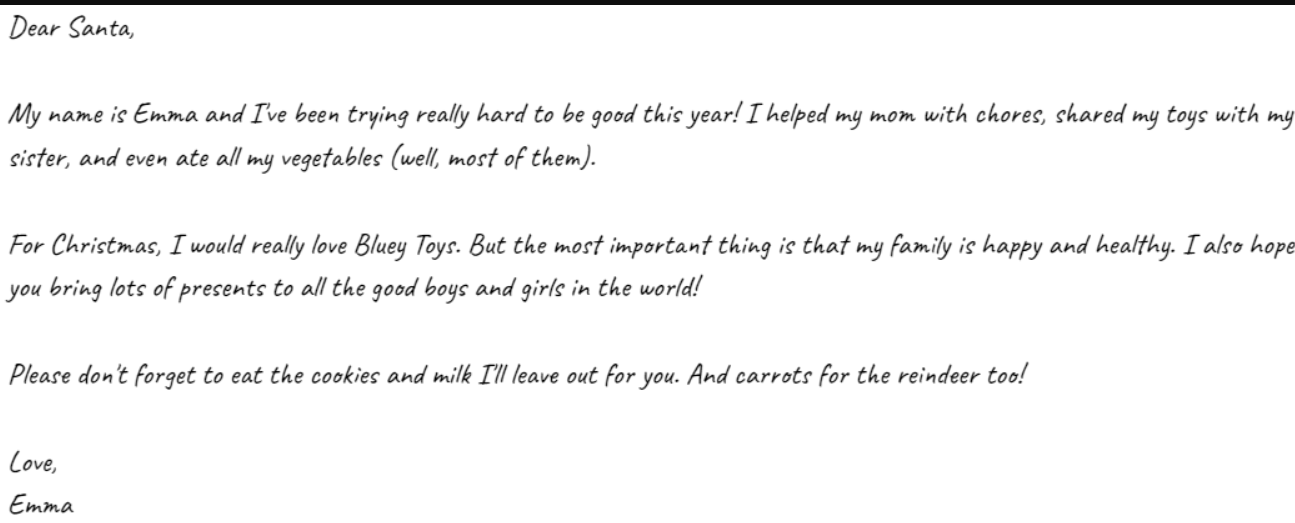 Dear Santa,
My name is Emma and I've been trying really hard to be good this year! I helped my mom with chores, shared my toys with my
sister, and even ate all my vegetables (well, most of them).
For Christmas, I would really love Bluey Toys. But the most important thing is that my family is happy and healthy. I also hope
you bring lots of presents to all the good boys and girls in the world!
Please don't forget to eat the cookies and milk I'll leave out for you. And carrots for the reindeer too!
Love,
Emma